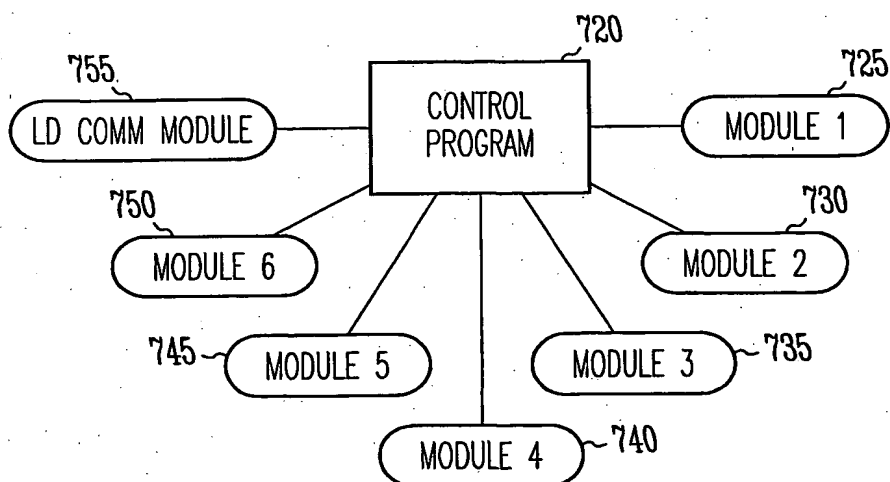 720
755
725
CONTROL
PROGRAM
LD COMM MODULE
MODULE 1
750
730
MODULE 6
MODULE 2
745
MODULE 5
MODULE 3
735
MODULE 4
740